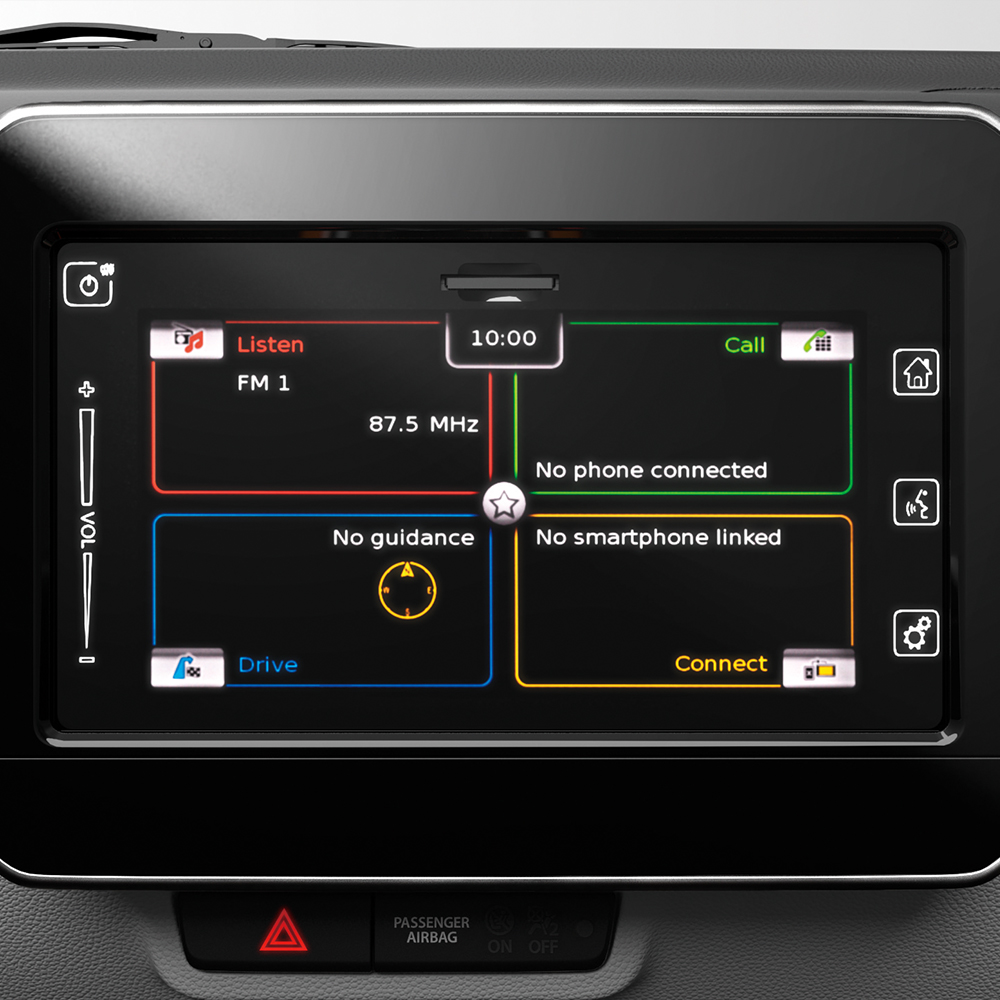 10:00
Listen
FM 1
87.5 MHz
Call
No phone connected
VOL
No guidance
N
W
E
S
Drive
No smartphone linked
Connect
PASSENGER
AIRBAG
ON
2
OFF